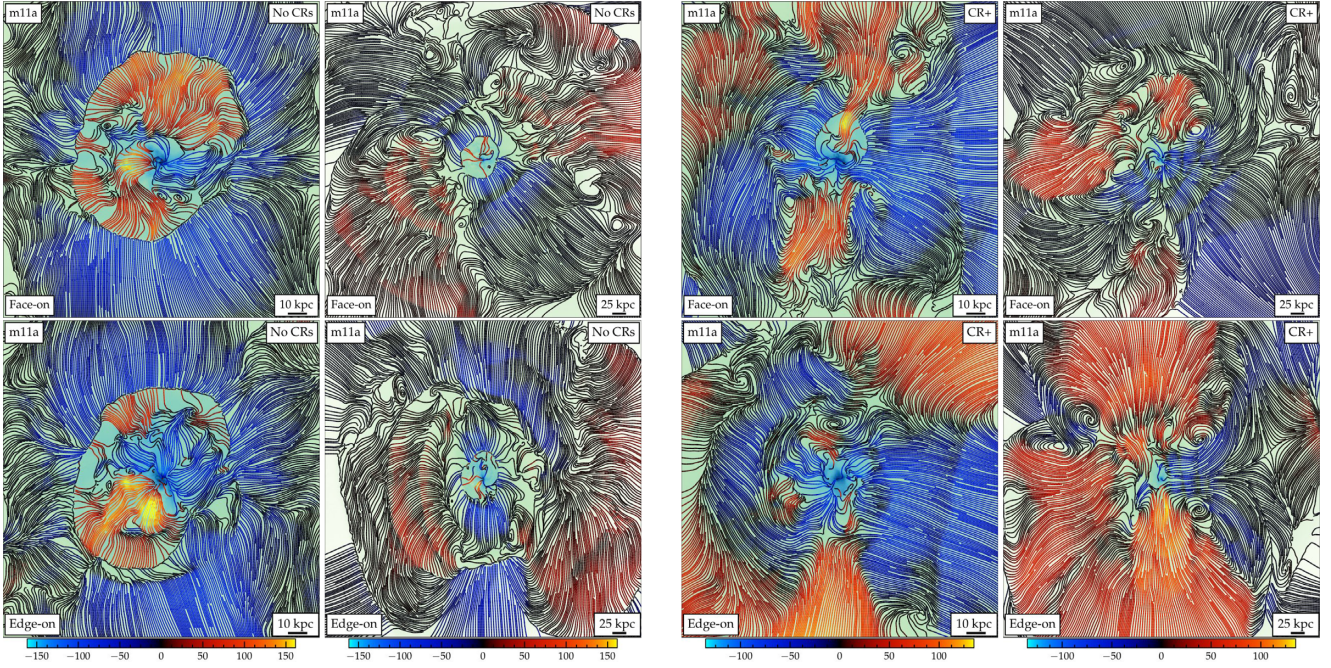 m11a No CRs m11a No CRs m11a CR+ m11a CR+
Face-on 10 kpc Face-on 25 kpc Face-on 10 kpc Face-on 25 kpc
m11a No CRs m11a No CRs m11a CR+ m11a CR+
Edge-on 10 kpc Edge-on 25 kpc Edge-on 10 kpc Edge-on 25 kpc
−150 −100 −50 0 50 100 150 −150 −100 −50 0 50 100 150 −100 −50 0 50 100 −100 −50 0 50 100